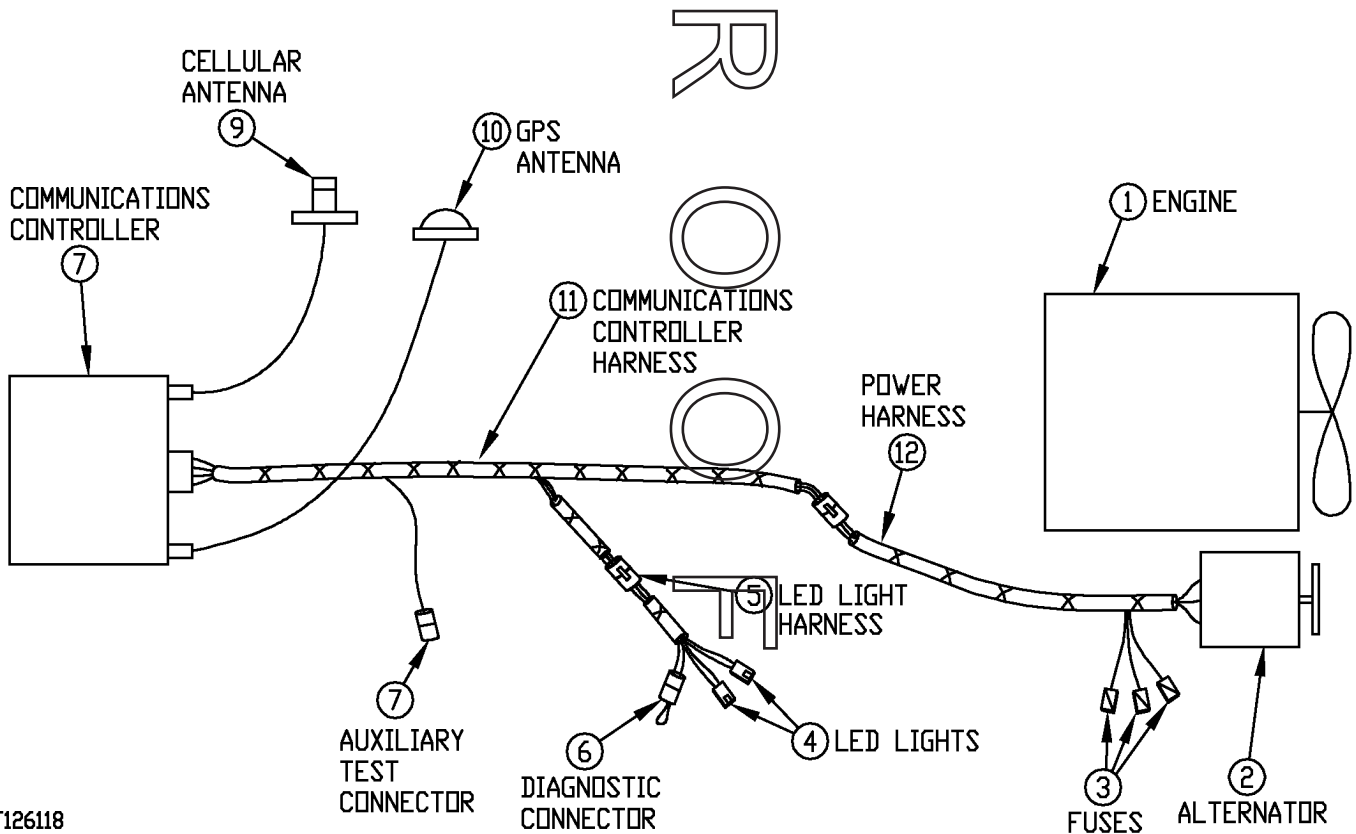 CELLULAR
ANTENNA
9
10 GPS
ANTENNA
COMMUNICATIONS
CONTROLLER
7
1 ENGINE
11 COMMUNICATIONS
CONTROLLER
HARNESS
POWER
HARNESS
12
5 LED LIGHT
HARNESS
7
AUXILIARY
TEST
CONNECTOR
6
DIAGNOSTIC
CONNECTOR
4 LED LIGHTS
3
FUSES
2
ALTERNATOR
T126118
R
O
O
F